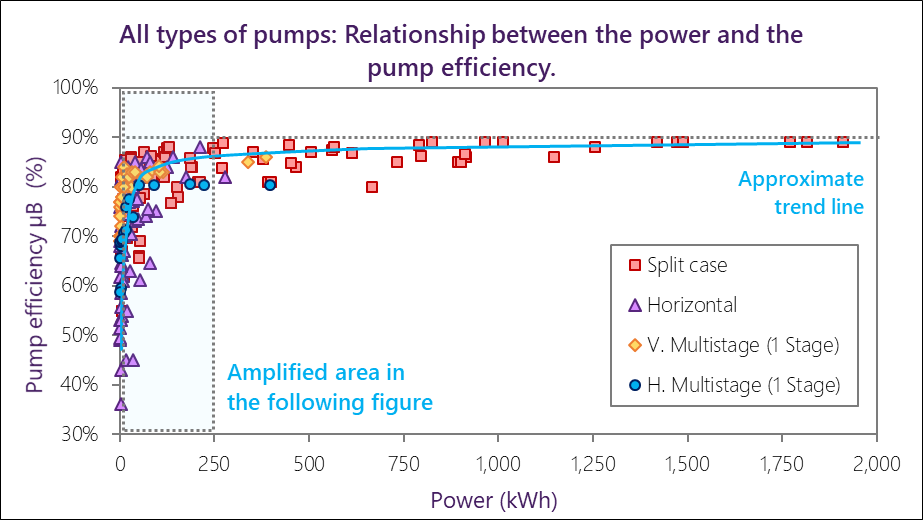 All types of pumps: Relationship between the power and the
pump efficiency.
Pump efficiency μB (%)
100%
90%
80%
70%
60%
50%
40%
30%
Approximate
trend line
Split case
Horizontal
V. Multistage (1 Stage)
H. Multistage (1 Stage)
Amplified area in
the following figure
0
250
500
750
1,000
1,250
1,500
1,750
2,000
Power (kWh)